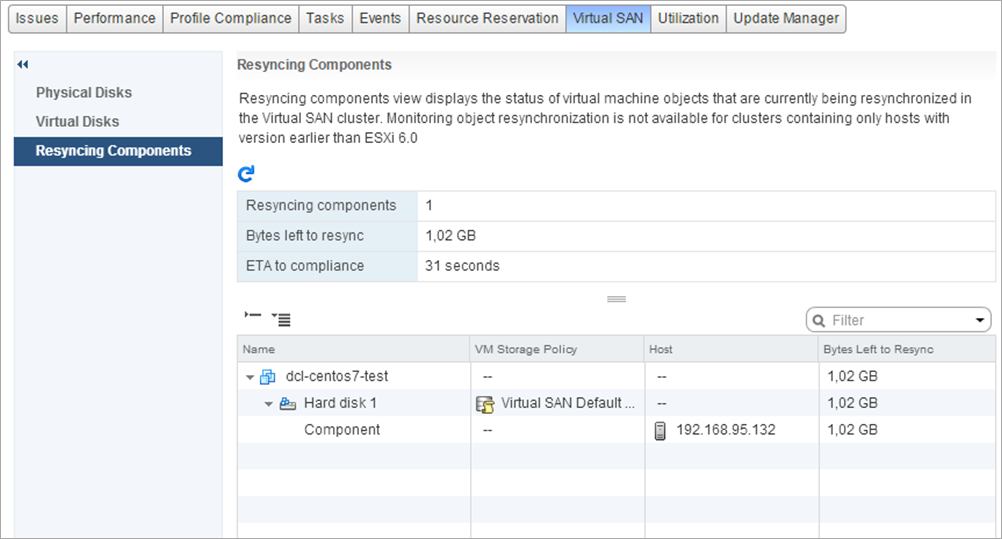 Issues Performance Profile Compliance Tasks Events Resource Reservation Virtual SAN Utilization Update Manager
Physical Disks
Virtual Disks
Resyncing Components
Resyncing Components
Resyncing components view displays the status of virtual machine objects that are currently being resynchronized in
the Virtual SAN cluster. Monitoring object resynchronization is not available for clusters containing only hosts with
version earlier than ESXi 6.0
Resyncing components 1
Bytes left to resync 1,02 GB
ETA to compliance 31 seconds
Filter
Name VM Storage Policy Host Bytes Left to Resync
dcl-centos7-test -- -- 1,02 GB
Hard disk 1 Virtual SAN Default ... -- 1,02 GB
Component -- 192.168.95.132 1,02 GB